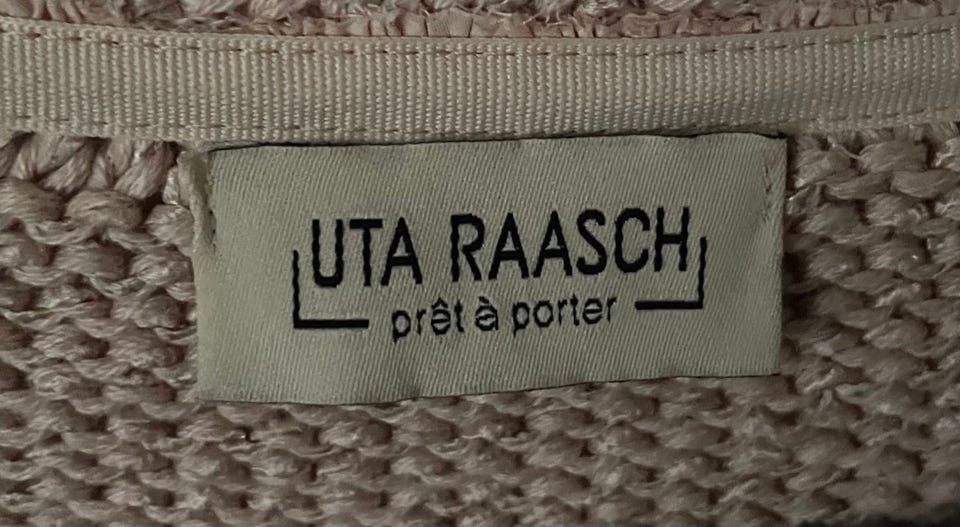 UTA RAASCH
prêt à porter